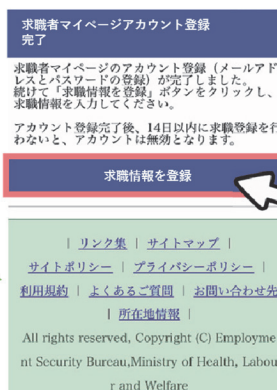 求職者マイページアカウント登録
完了
求職者マイページのアカウント登録（メールアド
レスとパスワードの登録）が完了しました。
続けて「求職情報を登録」ボタンをクリックし、
求職情報を入力してください。
アカウント登録完了後、14日以内に求職登録を行
わないと、アカウントは無効となります。
求職情報を登録
| リンク集 | サイトマップ |
サイトポリシー | プライバシーポリシー |
利用規約 | よくあるご質問 | お問い合わせ先
| 所在地情報 |
All rights reserved, Copyright (C) Employme
nt Security Bureau,Ministry of Health, Labou
r and Welfare